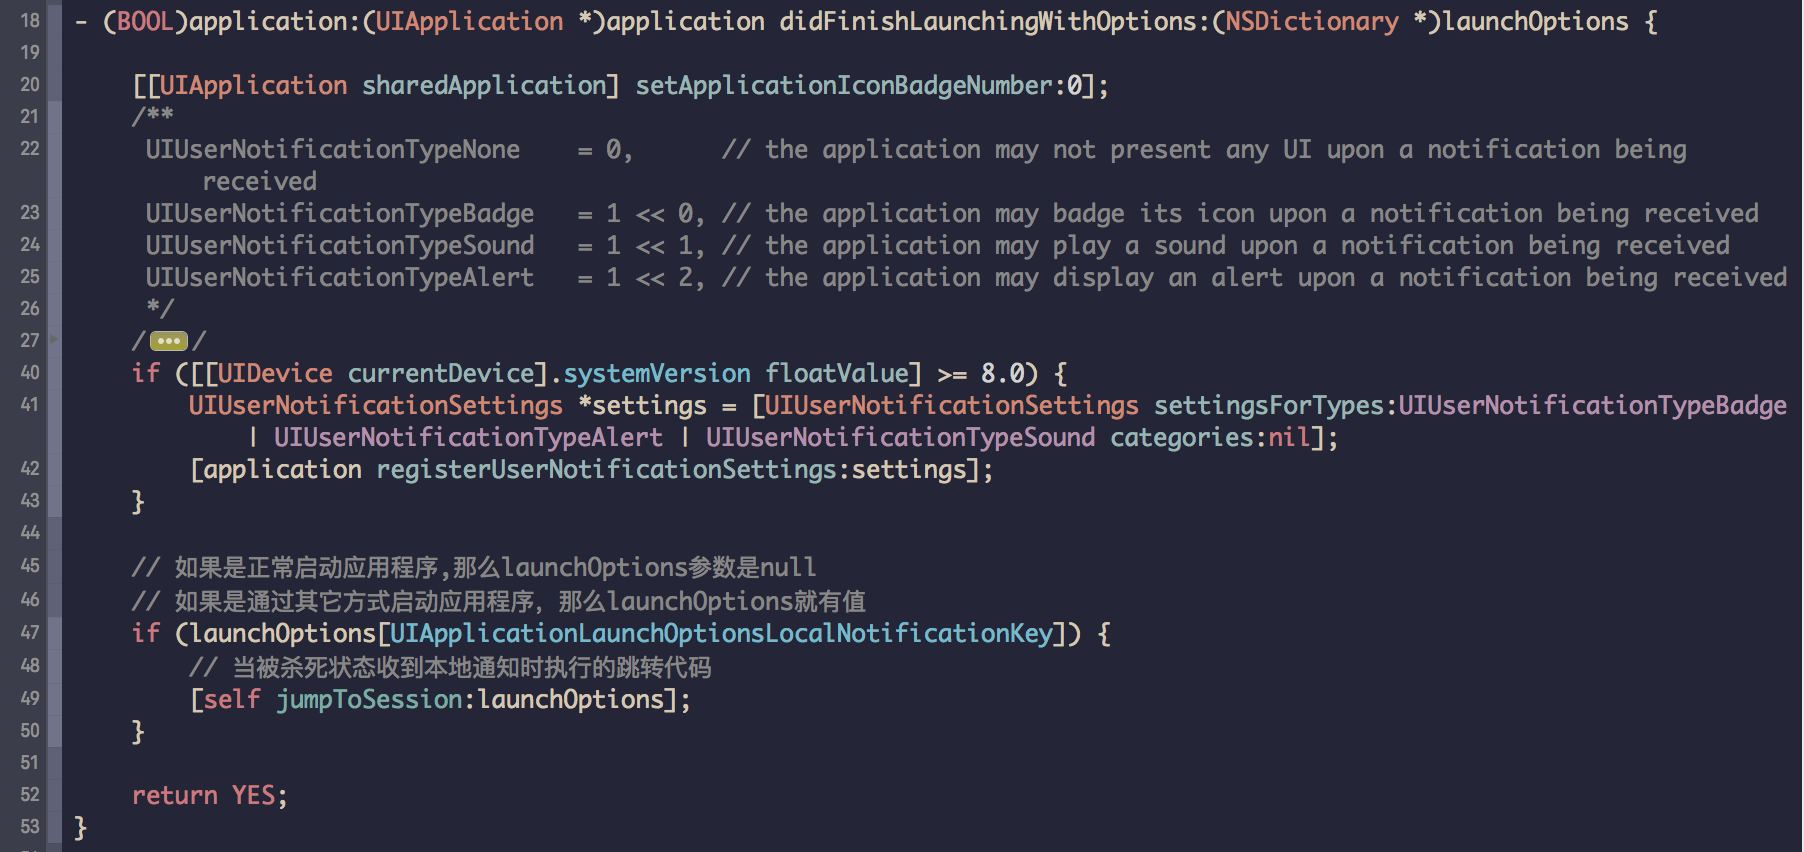 18 - (BOOL)application:(UIApplication *)application didFinishLaunchingWithOptions:(NSDictionary *)launchOptions {
19
20 [[UIApplication sharedApplication] setApplicationIconBadgeNumber:0];
21 /**
22 UIUserNotificationTypeNone = 0, // the application may not present any UI upon a notification being
received
23 UIUserNotificationTypeBadge = 1 << 0, // the application may badge its icon upon a notification being received
24 UIUserNotificationTypeSound = 1 << 1, // the application may play a sound upon a notification being received
25 UIUserNotificationTypeAlert = 1 << 2, // the application may display an alert upon a notification being received
26 */
27 /•••/
40 if ([[UIDevice currentDevice].systemVersion floatValue] >= 8.0) {
41 UIUserNotificationSettings *settings = [UIUserNotificationSettings settingsForTypes:UIUserNotificationTypeBadge
| UIUserNotificationTypeAlert | UIUserNotificationTypeSound categories:nil];
42 [application registerUserNotificationSettings:settings];
43 }
44
45 // 如果是正常启动应用程序,那么launchOptions参数是null
46 // 如果是通过其它方式启动应用程序，那么launchOptions就有值
47 if (launchOptions[UIApplicationLaunchOptionsLocalNotificationKey]) {
48 // 当被杀死状态收到本地通知时执行的跳转代码
49 [self jumpToSession:launchOptions];
50 }
51
52 return YES;
53 }